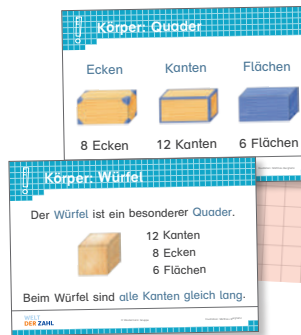 Körper: Quader
Ecken Kanten Flächen
8 Ecken 12 Kanten 6 Flächen
Körper: Würfel
Der Würfel ist ein besonderer Quader.
12 Kanten
8 Ecken
6 Flächen
Beim Würfel sind alle Kanten gleich lang.
WELT
DER ZAHL